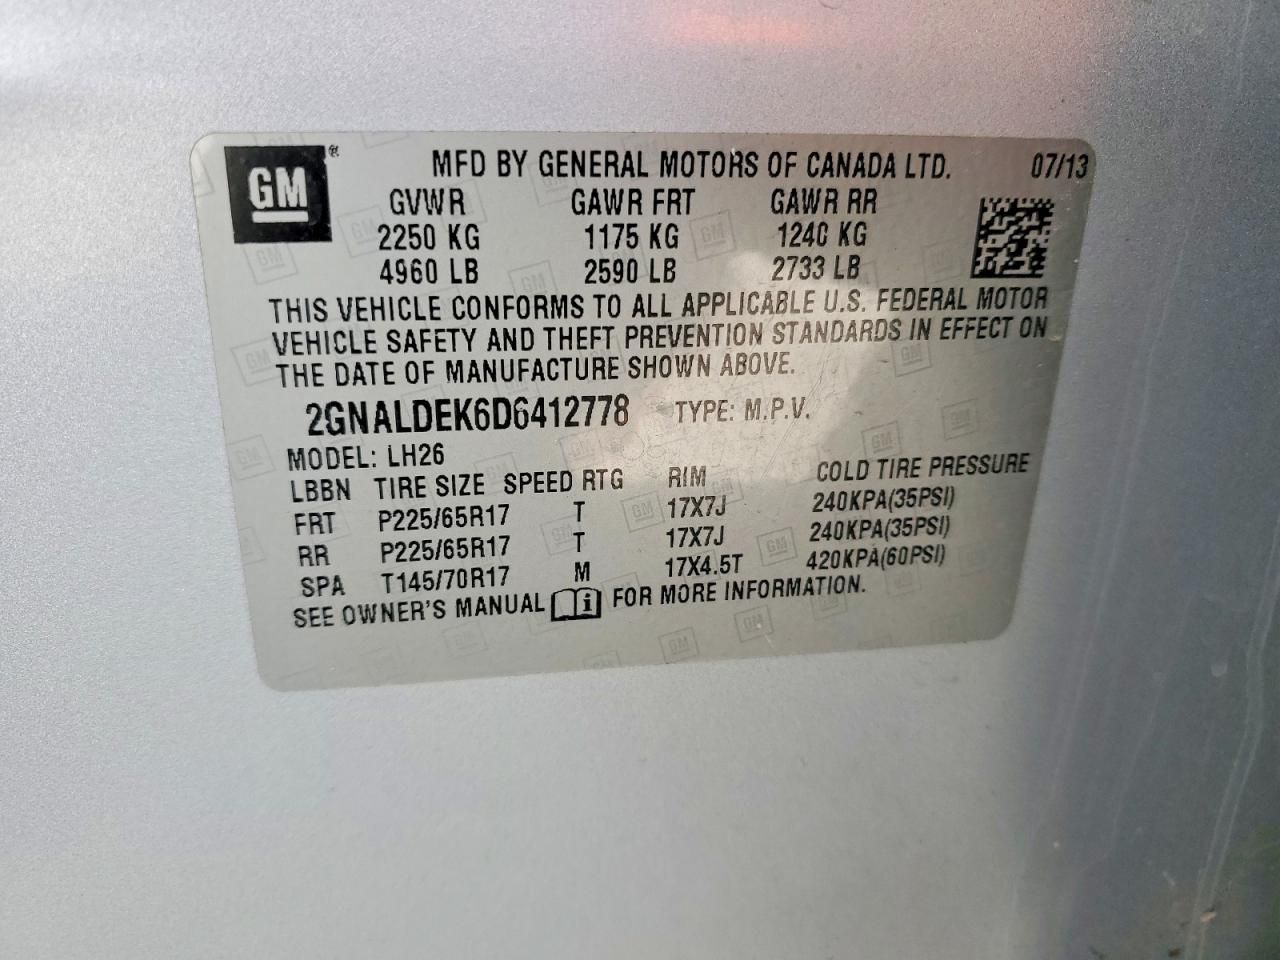 GM ® MFD BY GENERAL MOTORS OF CANADA LTD. 07/13
GVWR GAWR FRT GAWR RR
2250 KG 1175 KG 1240 KG
4960 LB 2590 LB 2733 LB
THIS VEHICLE CONFORMS TO ALL APPLICABLE U.S. FEDERAL MOTOR
VEHICLE SAFETY AND THEFT PREVENTION STANDARDS IN EFFECT ON
THE DATE OF MANUFACTURE SHOWN ABOVE.
2GNALDEK6D6412778 TYPE: M.P.V.
MODEL: LH26
LBBN TIRE SIZE SPEED RTG RIM COLD TIRE PRESSURE
FRT P225/65R17 T 17X7J 240KPA(35PSI)
RR P225/65R17 T 17X7J 240KPA(35PSI)
SPA T145/70R17 M 17X4.5T 420KPA(60PSI)
SEE OWNER'S MANUAL i FOR MORE INFORMATION.